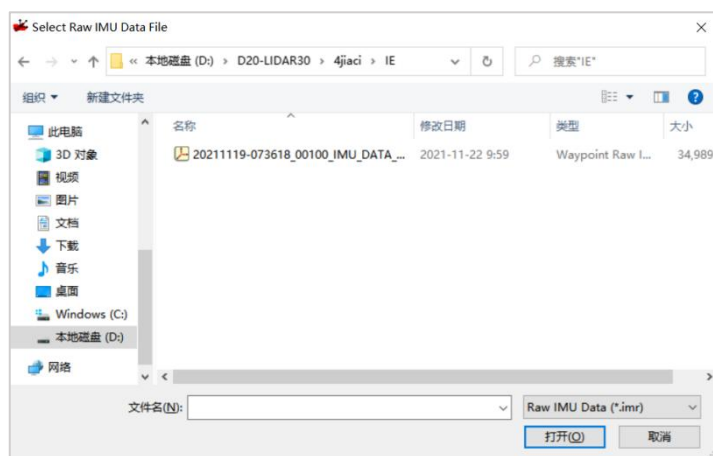 Select Raw IMU Data File
« 本地磁盘 (D:) › D20-LIDAR30 › 4jiaci › IE
搜索"IE"
组织 新建文件夹
名称 修改日期 类型 大小
20211119-073618_00100_IMU_DATA_... 2021-11-22 9:59 Waypoint Raw I... 34,989
此电脑
3D 对象
视频
图片
文档
下载
音乐
桌面
Windows (C:)
本地磁盘 (D:)
网络
文件名(N):
Raw IMU Data (*.imr)
打开(O) 取消